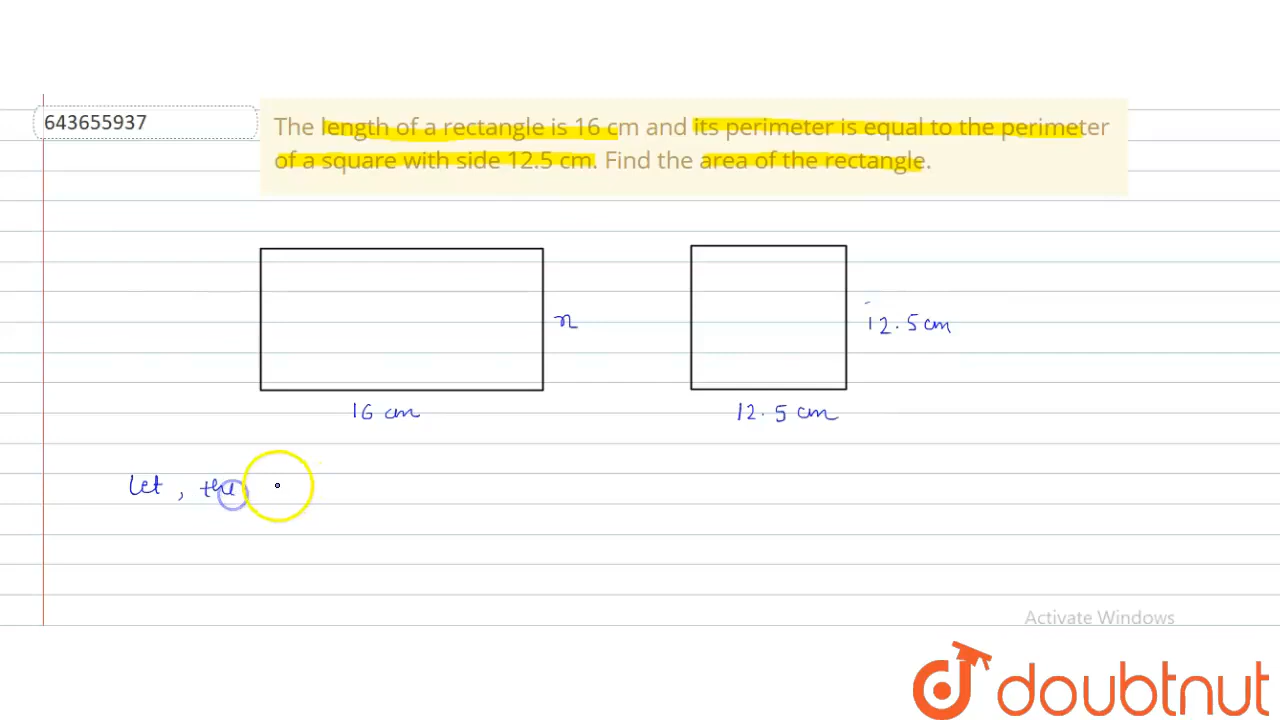 643655937
The length of a rectangle is 16 cm and its perimeter is equal to the perimeter
of a square with side 12.5 cm. Find the area of the rectangle.
x
12.5 cm
16 cm
12.5 cm
Let, the
Activate Windows
doubtnut